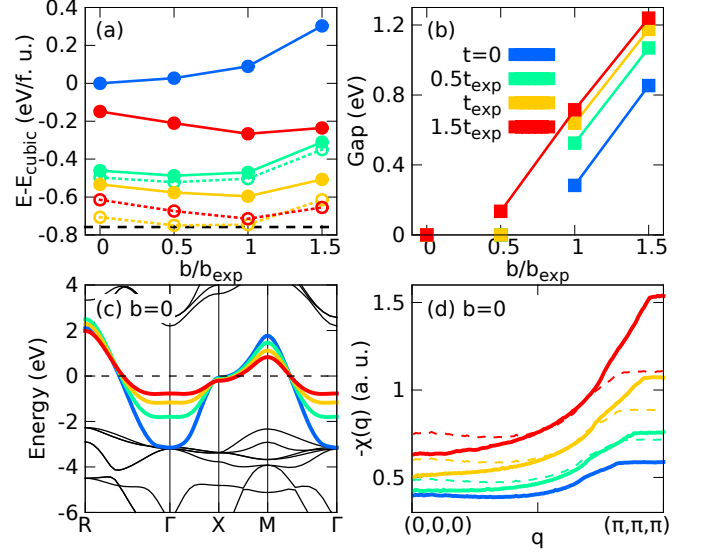 (a)
E-E_cubic (eV/f. u.)
0.4
0.2
0
-0.2
-0.4
-0.6
-0.8
0 0.5 1 1.5
b/b_exp
(b)
Gap (eV)
1.2
0.8
0.4
0
t=0
0.5t_exp
t_exp
1.5t_exp
0 0.5 1 1.5
b/b_exp
(c) b=0
Energy (eV)
4
2
0
-2
-4
-6
R Γ X M Γ
(d) b=0
-χ(q) (a. u.)
1.5
1
0.5
(0,0,0) (π,π,π)
q